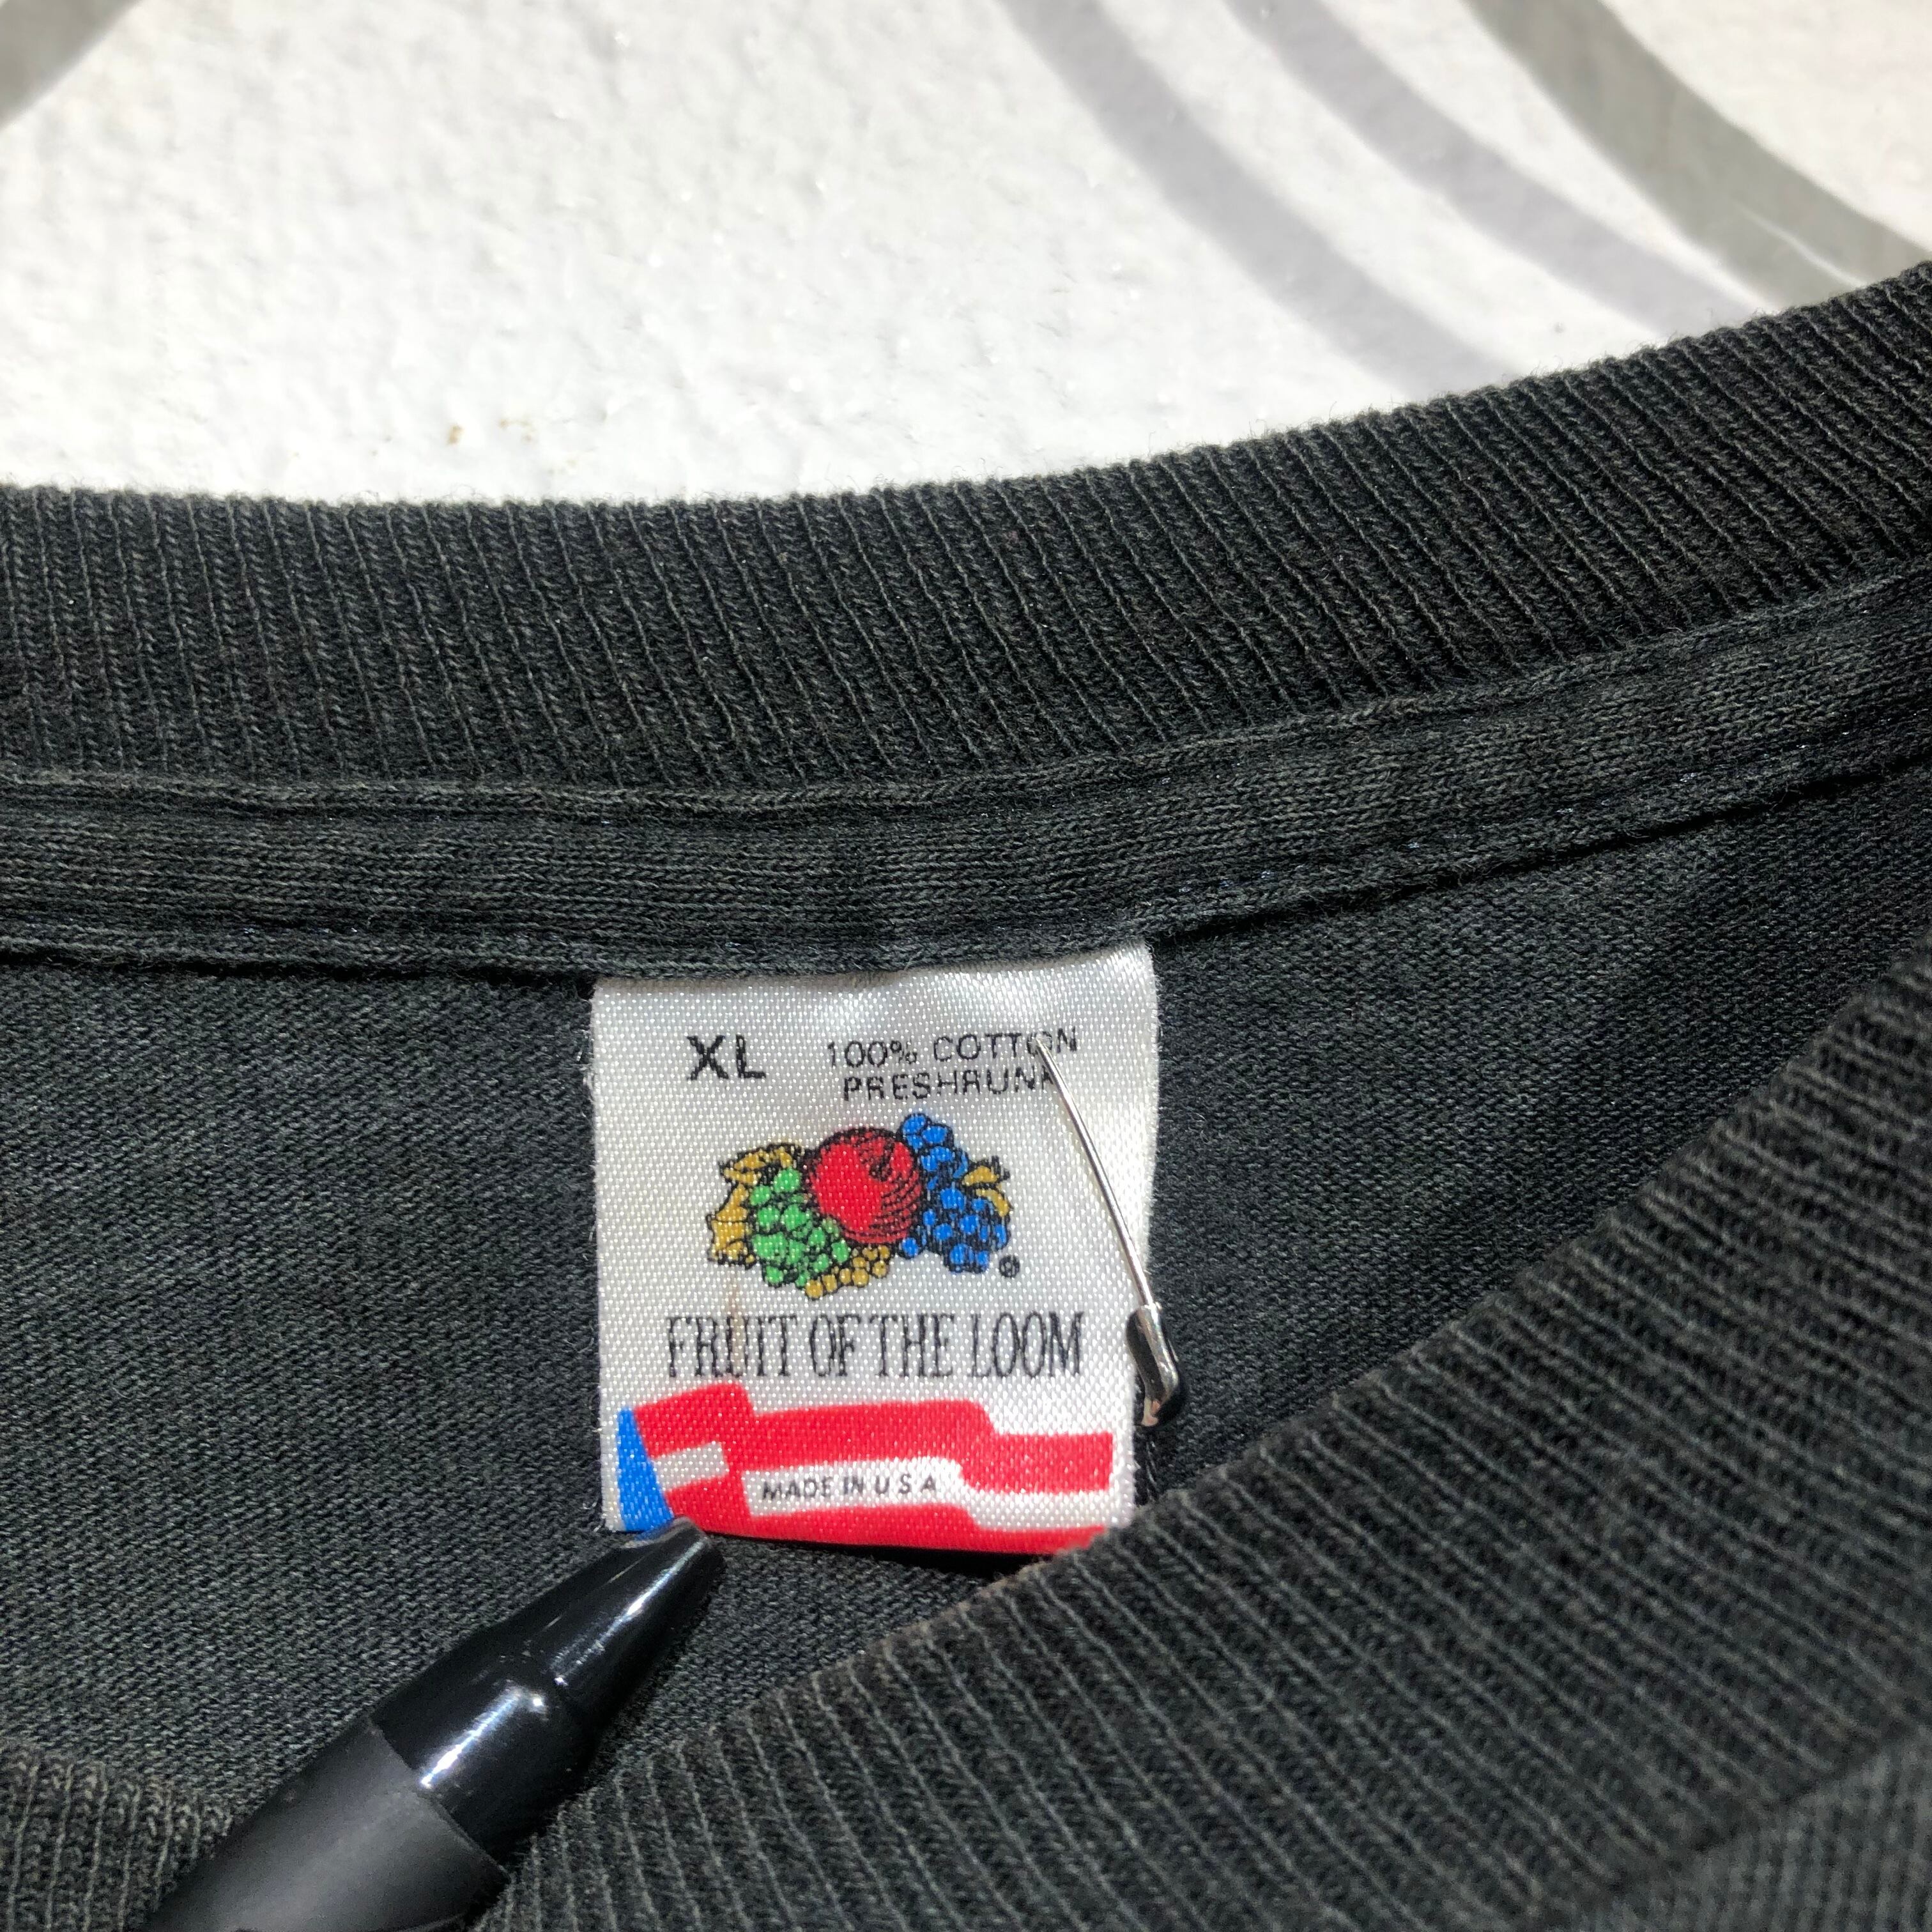 XL 100% COTTON
PRESHRUNK
®
FRUIT OF THE LOOM
MADE IN U S A